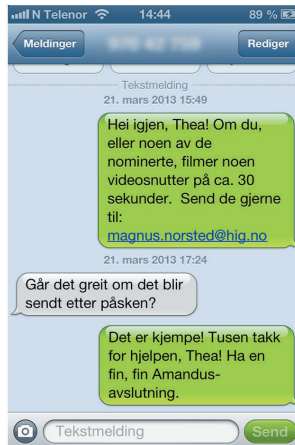 N Telenor 14:44 89 %
Meldinger
Rediger
Tekstmelding
21. mars 2013 15:49
Hei igjen, Thea! Om du,
eller noen av de
nominerte, filmer noen
videosnutter på ca. 30
sekunder. Send de gjerne
til:
magnus.norsted@hig.no
21. mars 2013 17:24
Går det greit om det blir
sendt etter påsken?
Det er kjempe! Tusen takk
for hjelpen, Thea! Ha en
fin, fin Amandus-
avslutning.
Tekstmelding
Send